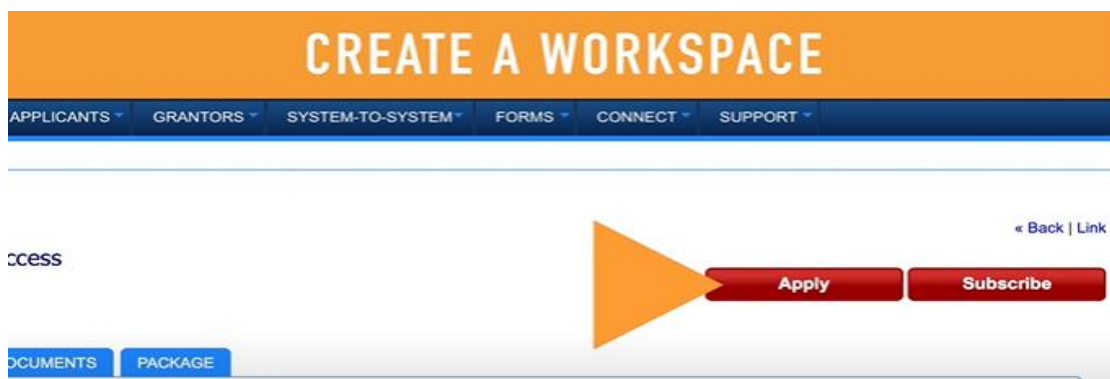 CREATE A WORKSPACE
APPLICANTS GRANTORS SYSTEM-TO-SYSTEM FORMS CONNECT SUPPORT
« Back | Link
ccess
Apply Subscribe
OCUMENTS PACKAGE